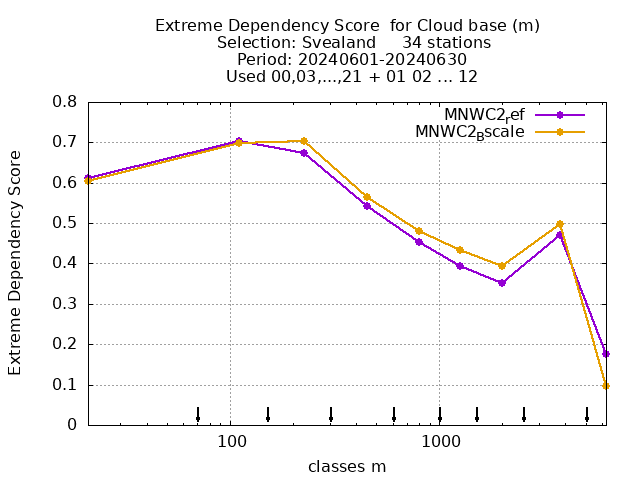 Extreme Dependency Score  for Cloud base (m)
Selection: Svealand     34 stations
Period: 20240601-20240630
Used 00,03,...,21 + 01 02 ... 12
MNWC2ref
MNWC2Bscale
0.8
0.7
0.6
0.5
0.4
0.3
0.2
0.1
0
Extreme Dependency Score
100
1000
classes m